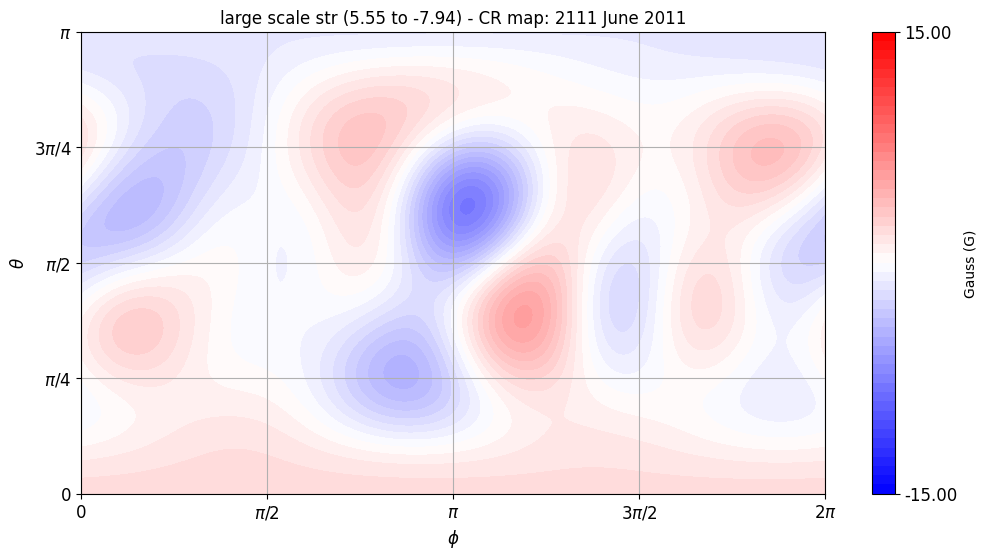 large scale str (5.55 to -7.94) - CR map: 2111 June 2011
π
3π/4
π/2
π/4
0
θ
0
π/2
π
3π/2
2π
ϕ
15.00
-15.00
Gauss (G)